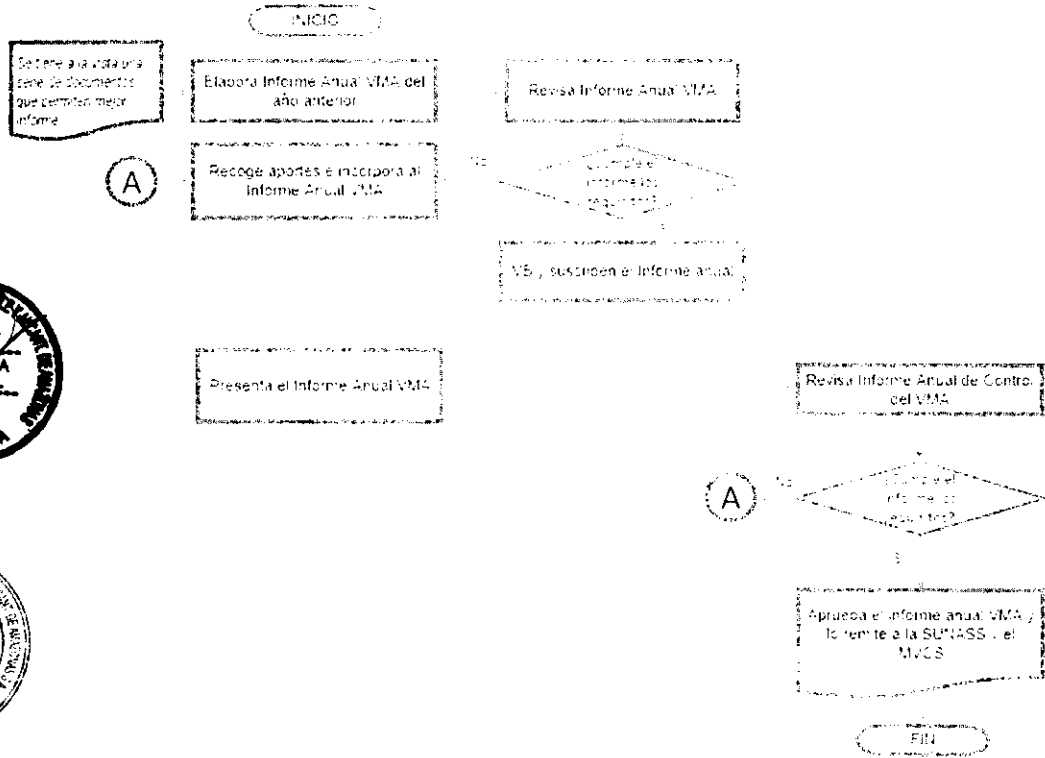 INICIO
Se tiene a la vista una
serie de documentos
que permiten mejor
informe
Elabora Informe Anual VMA del
año anterior
Revisa Informe Anual VMA
A
Recoge aportes e incorpora al
Informe Anual VMA
No
¿Cumple el
informe los
requisitos?
VB y suscriben el Informe anual
Presenta el Informe Anual VMA
Revisa Informe Anual de Control
del VMA
A
No
¿Cumple el
informe los
requisitos?
Aprueba el informe anual VMA y
lo remite a la SUNASS y el
MVCS
FIN